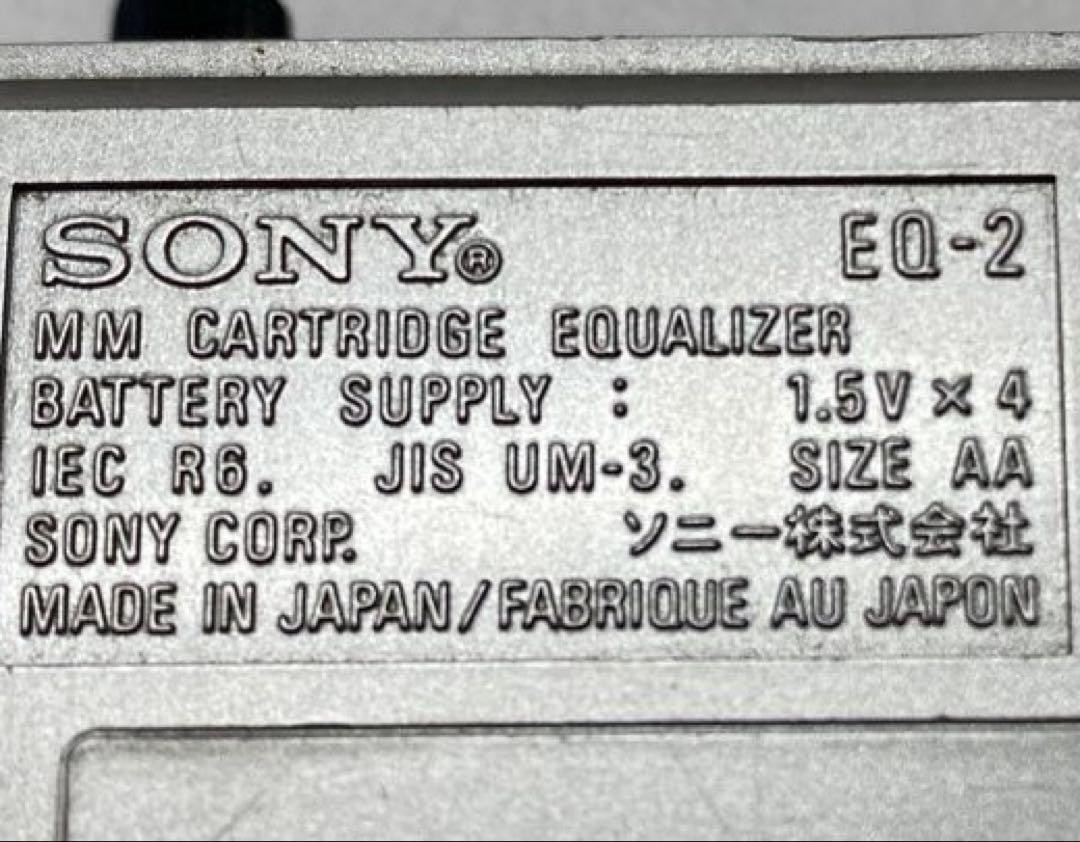 SONY® EQ-2
MM CARTRIDGE EQUALIZER
BATTERY SUPPLY : 1.5V × 4
IEC R6. JIS UM-3. SIZE AA
SONY CORP. ソニー株式会社
MADE IN JAPAN/FABRIQUE AU JAPON